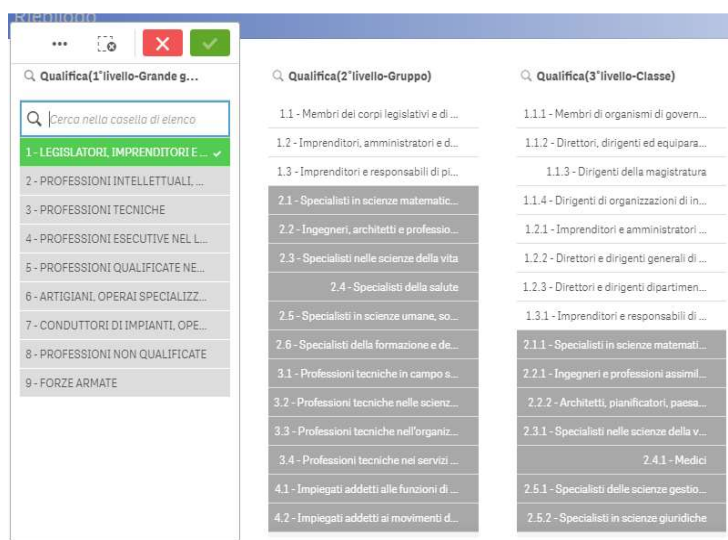 Riepilogo
Qualifica(1°livello-Grande g...
Cerca nella casella di elenco
1 - LEGISLATORI, IMPRENDITORI E ...
2 - PROFESSIONI INTELLETTUALI, ...
3 - PROFESSIONI TECNICHE
4 - PROFESSIONI ESECUTIVE NEL L...
5 - PROFESSIONI QUALIFICATE NE...
6 - ARTIGIANI, OPERAI SPECIALIZZ...
7 - CONDUTTORI DI IMPIANTI, OPE...
8 - PROFESSIONI NON QUALIFICATE
9 - FORZE ARMATE
Qualifica(2°livello-Gruppo)
1.1 - Membri dei corpi legislativi e di ...
1.2 - Imprenditori, amministratori e d...
1.3 - Imprenditori e responsabili di pi...
2.1 - Specialisti in scienze matematic...
2.2 - Ingegneri, architetti e professio...
2.3 - Specialisti nelle scienze della vita
2.4 - Specialisti della salute
2.5 - Specialisti in scienze umane, so...
2.6 - Specialisti della formazione e de...
3.1 - Professioni tecniche in campo s...
3.2 - Professioni tecniche nelle scienz...
3.3 - Professioni tecniche nell'organiz...
3.4 - Professioni tecniche nei servizi ...
4.1 - Impiegati addetti alle funzioni di ...
4.2 - Impiegati addetti ai movimenti d...
Qualifica(3°livello-Classe)
1.1.1 - Membri di organismi di govern...
1.1.2 - Direttori, dirigenti ed equipara...
1.1.3 - Dirigenti della magistratura
1.1.4 - Dirigenti di organizzazioni di in...
1.2.1 - Imprenditori e amministratori ...
1.2.2 - Direttori e dirigenti generali di ...
1.2.3 - Direttori e dirigenti dipartimen...
1.3.1 - Imprenditori e responsabili di ...
2.1.1 - Specialisti in scienze matemati...
2.2.1 - Ingegneri e professioni assimil...
2.2.2 - Architetti, pianificatori, paesa...
2.3.1 - Specialisti nelle scienze della v...
2.4.1 - Medici
2.5.1 - Specialisti delle scienze gestio...
2.5.2 - Specialisti in scienze giuridiche